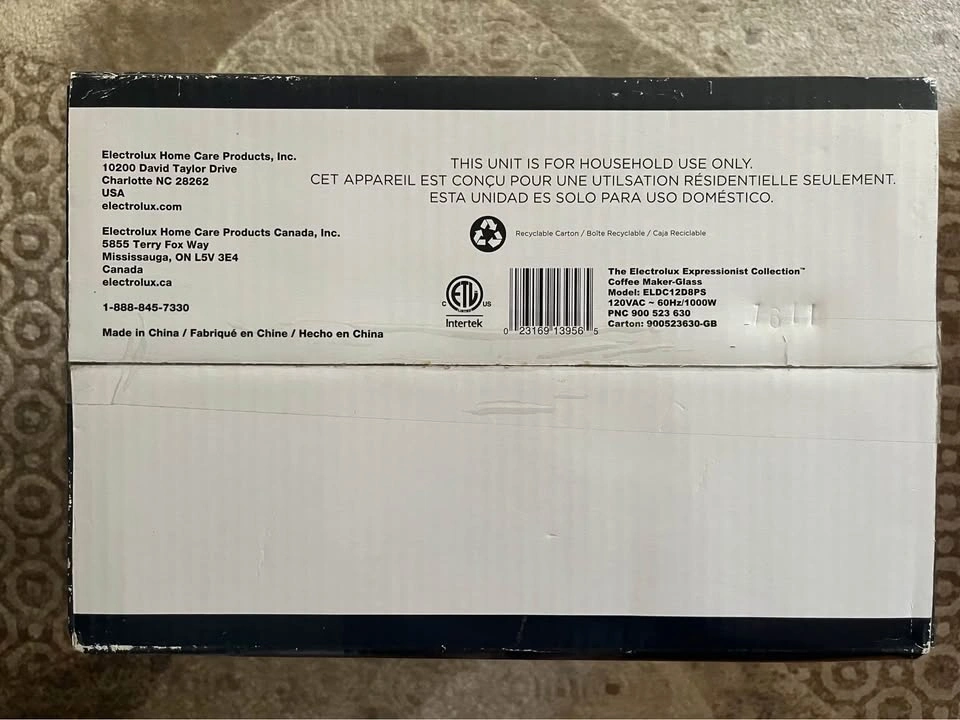 Electrolux Home Care Products, Inc.
10200 David Taylor Drive
Charlotte NC 28262
USA
electrolux.com
Electrolux Home Care Products Canada, Inc.
5855 Terry Fox Way
Mississauga, ON L5V 3E4
Canada
electrolux.ca
1-888-845-7330
Made in China / Fabriqué en Chine / Hecho en China
THIS UNIT IS FOR HOUSEHOLD USE ONLY.
CET APPAREIL EST CONÇU POUR UNE UTILSATION RÉSIDENTIELLE SEULEMENT.
ESTA UNIDAD ES SOLO PARA USO DOMÉSTICO.
Recyclable Carton / Boîte Recyclable / Caja Reciclable
C ETL US
Intertek
0 23169 13956 5
The Electrolux Expressionist Collection™
Coffee Maker-Glass
Model: ELDC12D8PS
120VAC ~ 60Hz/1000W
PNC 900 523 630
Carton: 900523630-GB